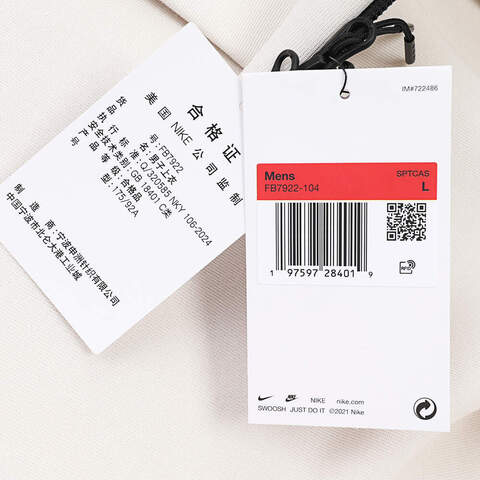 合格证
美国 NIKE 公司监制
货号: FB7922
品名: 男子上衣
执行标准: Q/320585 NKY 106-2024
安全技术类别: GB 18401 C类
产品等级: 合格品
号型: 175/92A
制造商: 宁波申洲针织有限公司
中国宁波市北仑大港工业城
IM#722486
Mens
SPTCAS
FB7922-104
L
1 97597 28401 9
RFID
NIKE
nike.com
SWOOSH JUST DO IT ©2021 Nike